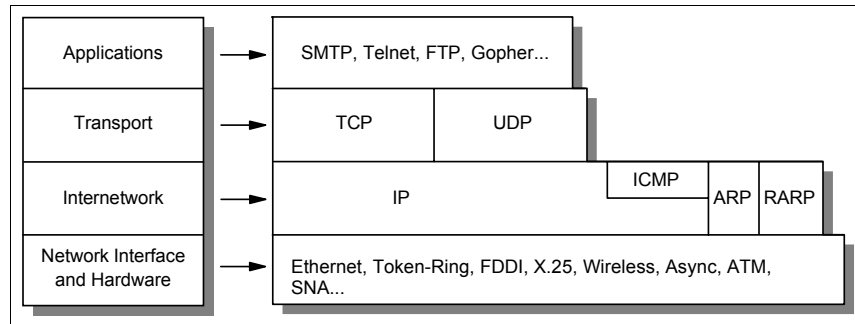 Applications
SMTP, Telnet, FTP, Gopher...
Transport
TCP
UDP
Internetwork
IP
ICMP
ARP
RARP
Network Interface
and Hardware
Ethernet, Token-Ring, FDDI, X.25, Wireless, Async, ATM,
SNA...